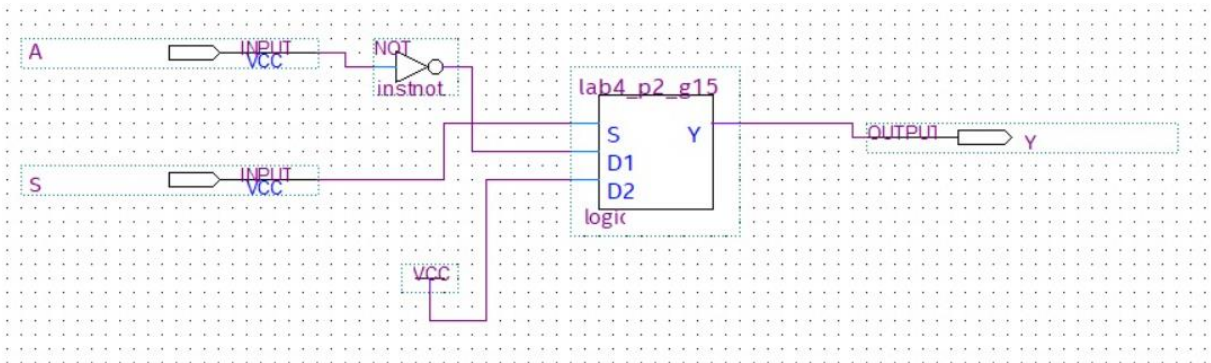 A
INPUT
VCC
NOT
instnot
lab4_p2_g15
S
Y
D1
D2
logic
OUTPUT
Y
S
INPUT
VCC
VCC